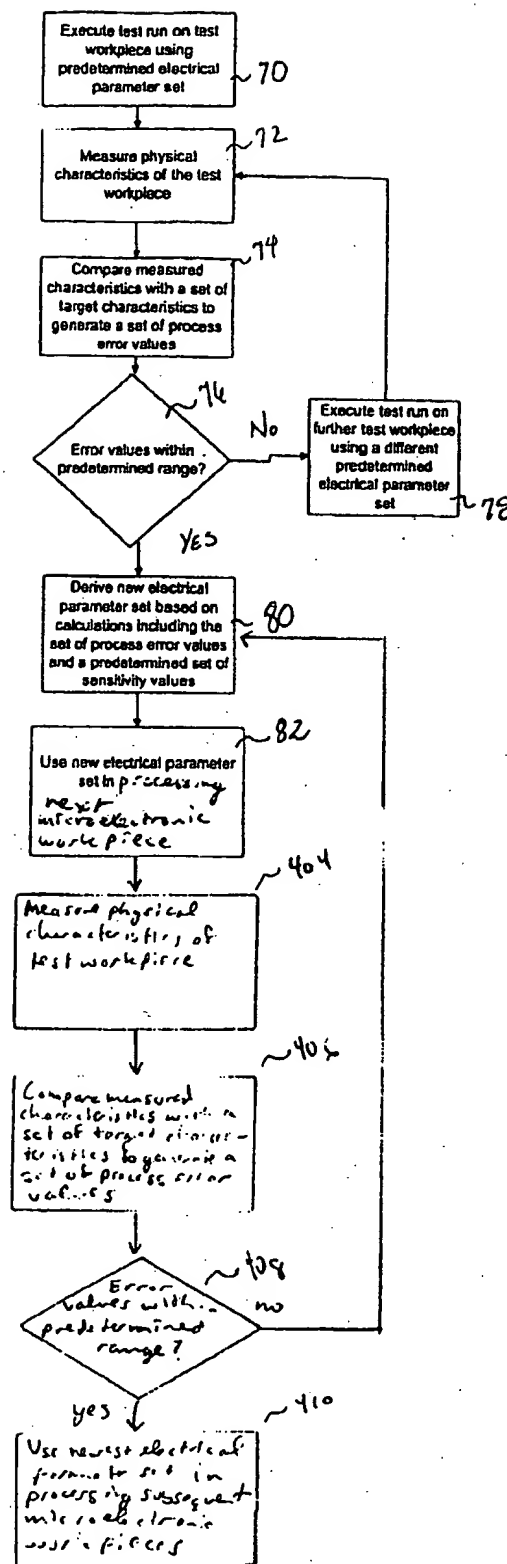 Execute test run on test
workpiece using
predetermined electrical
parameter set
70
72
Measure physical
characteristics of the test
workplece
74
Compare measured
characteristics with a set of
target characteristics to
generate a set of process
error values
76
Error values within
predetermined range?
No
Execute test run on
further test workpiece
using a different
predetermined
electrical parameter
set
78
YES
Derive new electrical
parameter set based on
calculations including the
set of process error values
and a predetermined set of
sensitivity values
80
82
Use new electrical parameter
set in processing
next
microelectronic
workpiece
404
Measure physical
characteristics of
test workpiece
406
Compare measured
characteristics with a
set of target charac-
teristics to generate a
set of process error
values
408
Error
values within
predetermined
range?
no
yes
410
Use newest electrical
set in
processing subsequent
microelectronic
workpieces